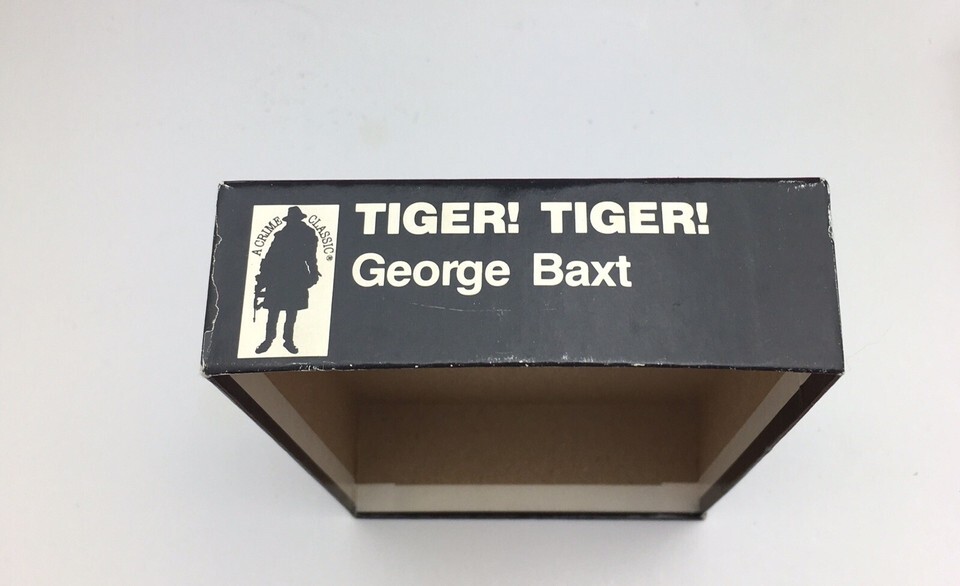 A CRIME CLASSIC®
TIGER! TIGER!
George Baxt